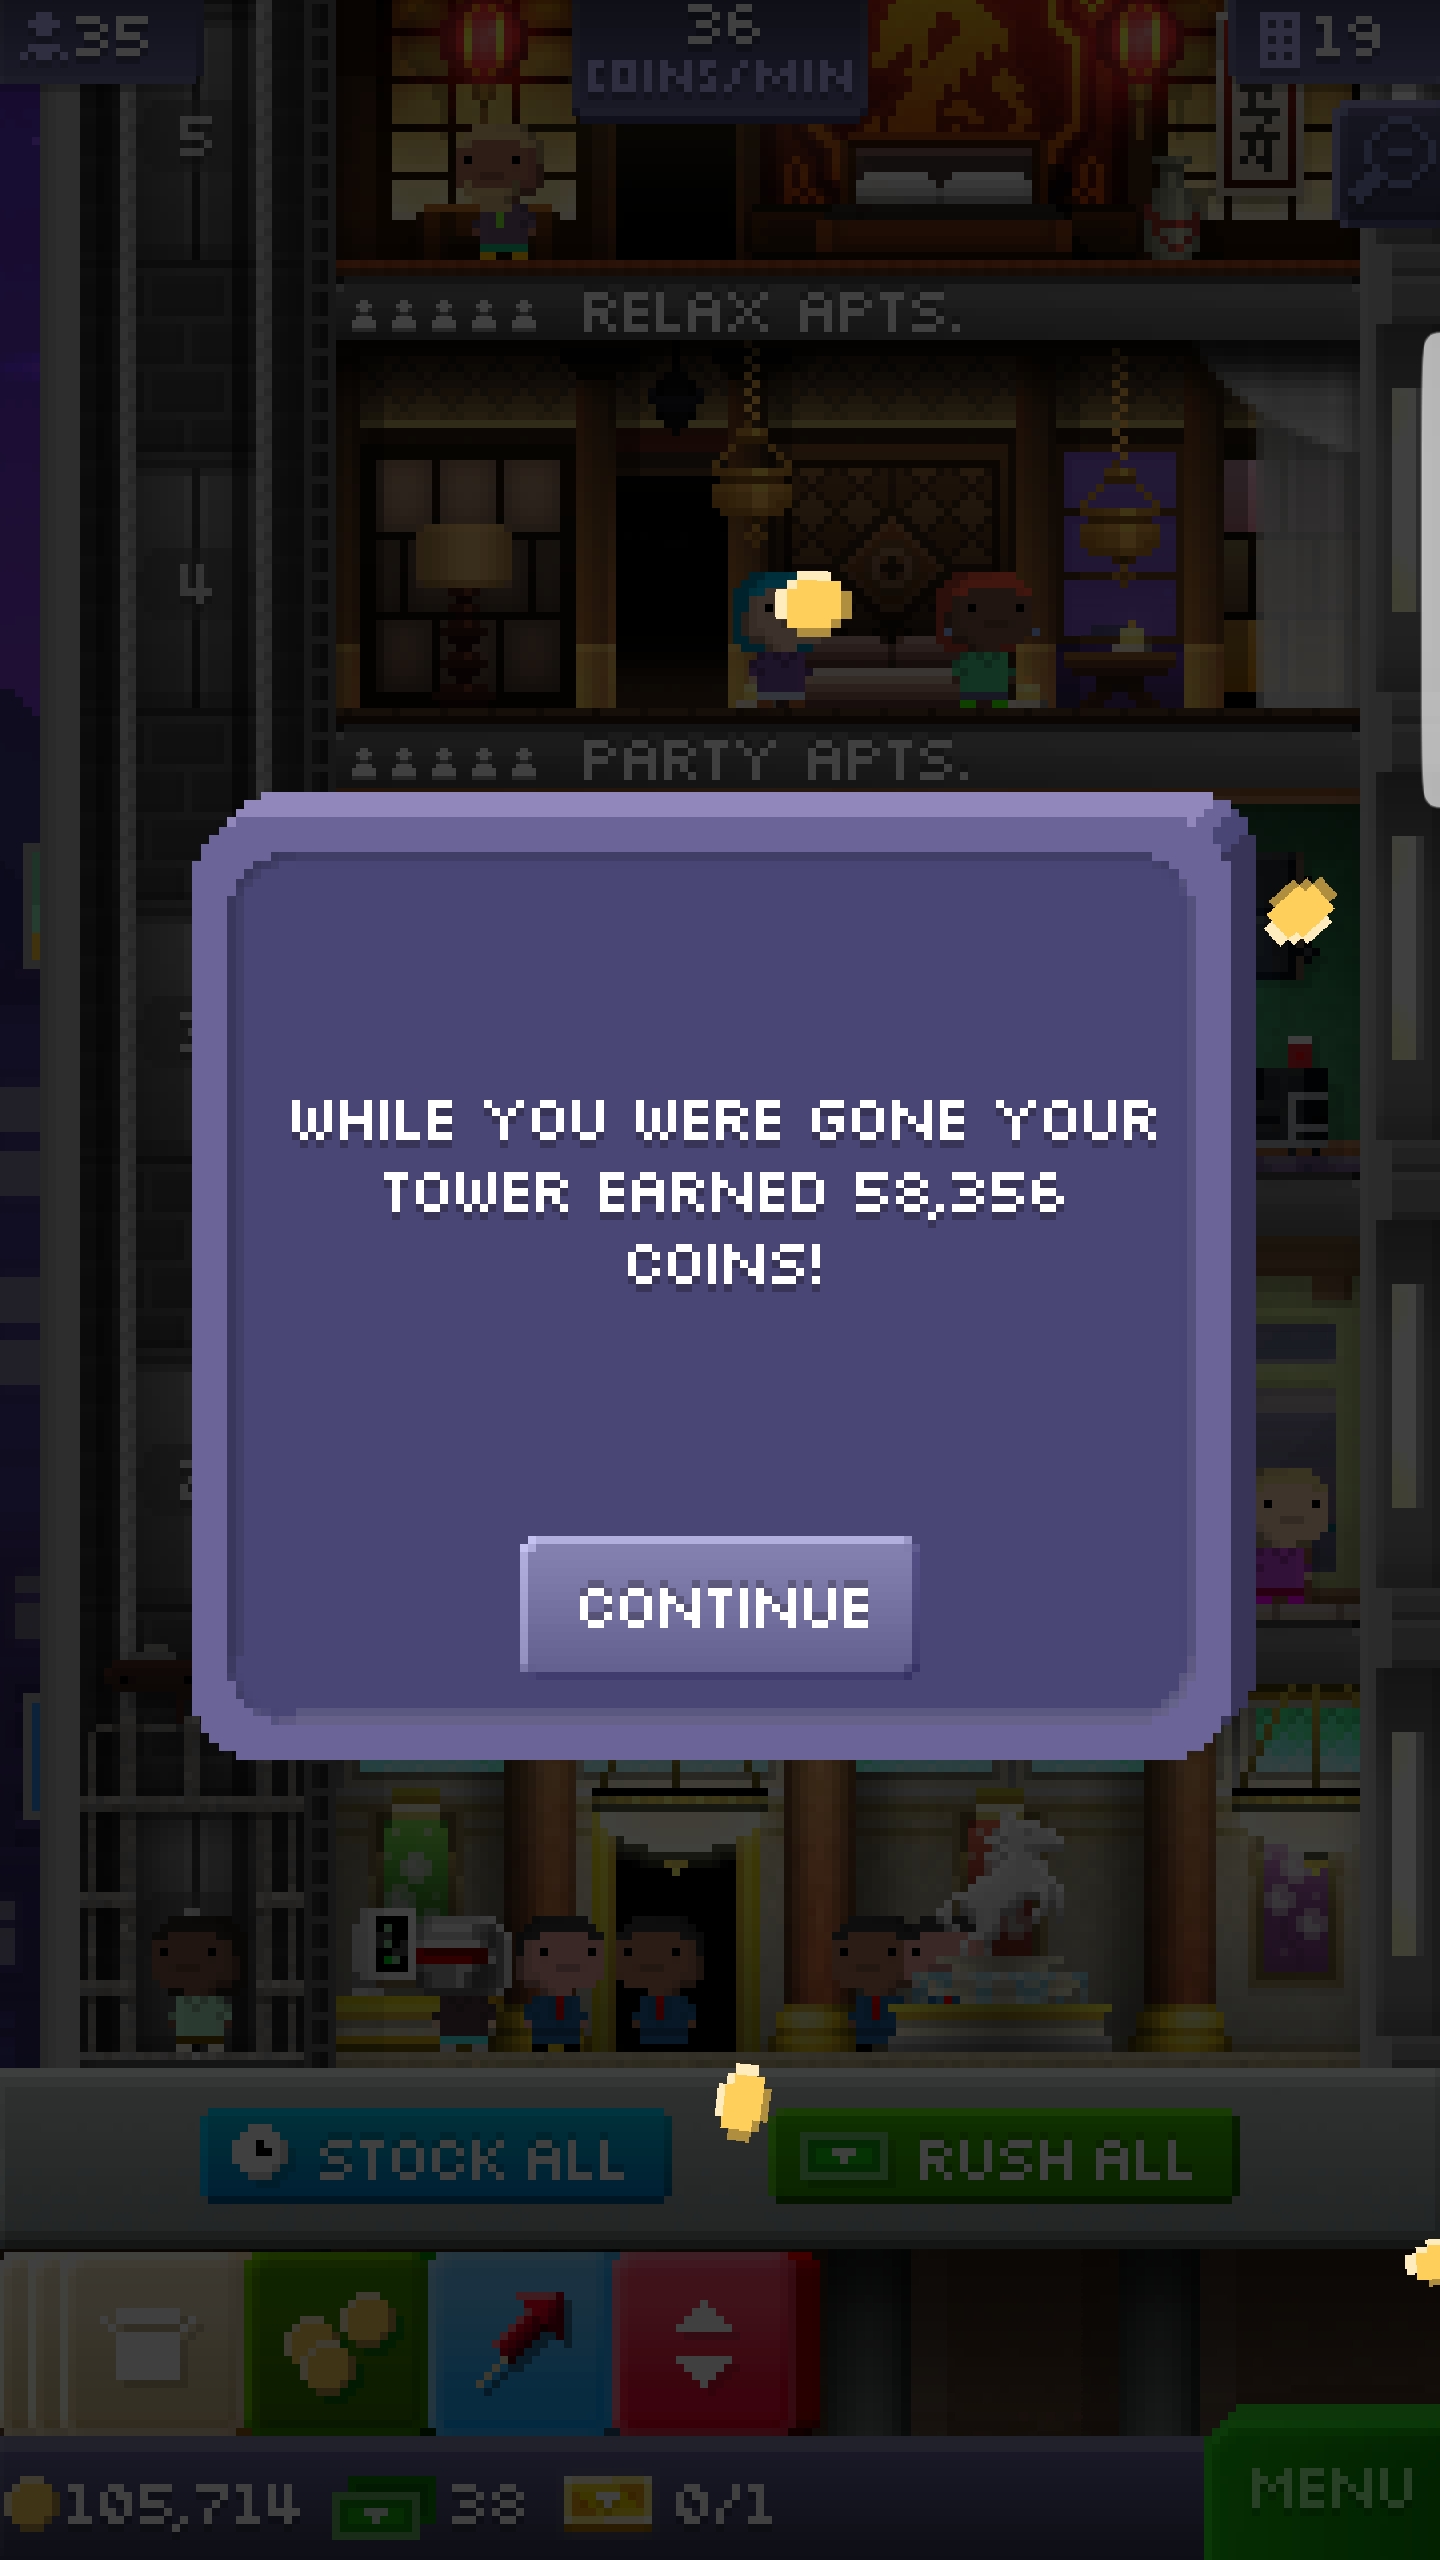 35
36
19
COINS/MIN
5
RELAX APTS.
4
PARTY APTS.
WHILE YOU WERE GONE YOUR
TOWER EARNED 58,356
COINS!
CONTINUE
STOCK ALL
RUSH ALL
105,714
38
0/1
MENU